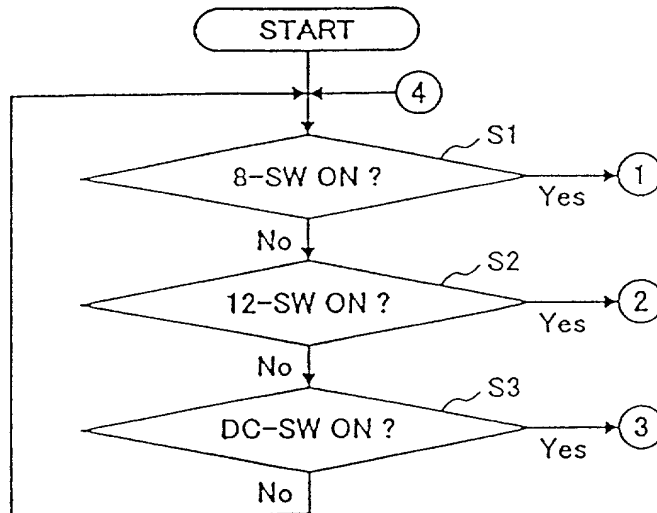 START
4
S1
8-SW ON ?
1
Yes
No
S2
12-SW ON ?
2
Yes
No
S3
DC-SW ON ?
3
Yes
No